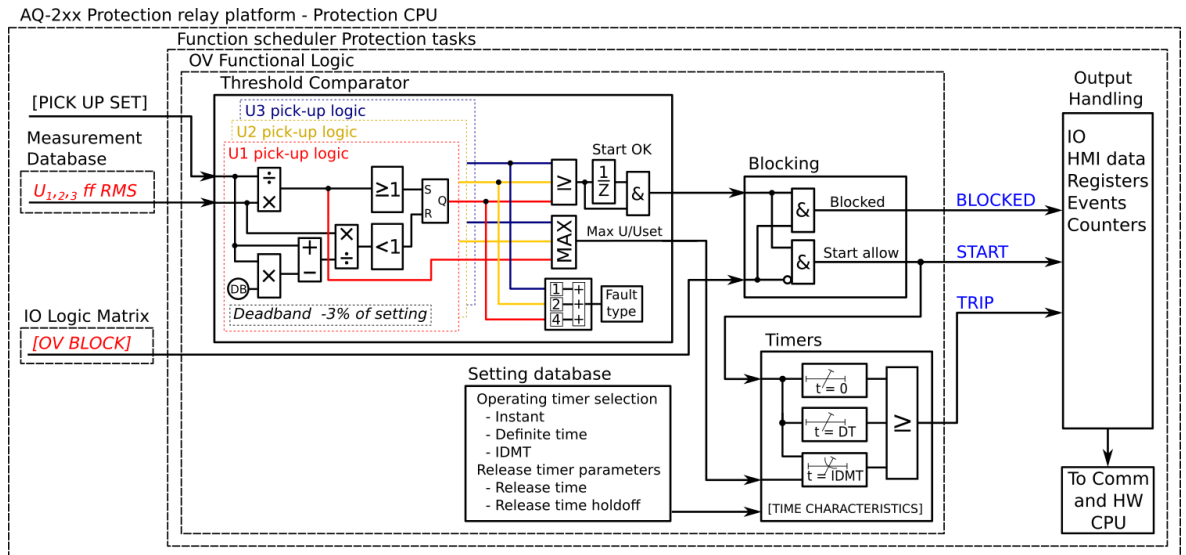 AQ-2xx Protection relay platform - Protection CPU
Function scheduler Protection tasks
OV Functional Logic
Threshold Comparator
[PICK UP SET]
Measurement
Database
U1,2,3 ff RMS
IO Logic Matrix
[OV BLOCK]
U3 pick-up logic
U2 pick-up logic
U1 pick-up logic
÷
×
≥1
S
Q
R
×
÷
<1
+
−
×
DB
Deadband -3% of setting
≥
Start OK
1
Z
&
MAX
Max U/Uset
1
2
4
+
+
+
Fault
type
Blocking
&
Blocked
&
Start allow
BLOCKED
START
TRIP
Output
Handling
IO
HMI data
Registers
Events
Counters
To Comm
and HW
CPU
Setting database
Operating timer selection
- Instant
- Definite time
- IDMT
Release timer parameters
- Release time
- Release time holdoff
Timers
t = 0
t = DT
t = IDMT
≥
[TIME CHARACTERISTICS]